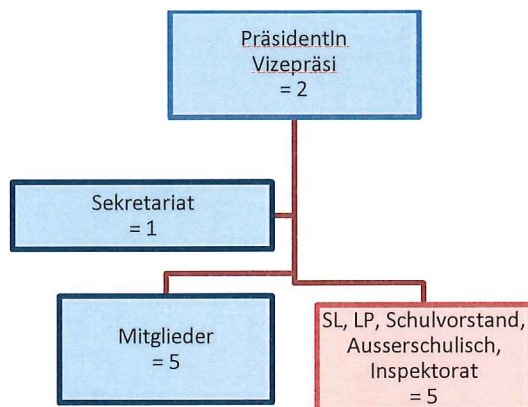 PräsidentIn
Vizepräsi
= 2
Sekretariat
= 1
Mitglieder
= 5
SL, LP, Schulvorstand,
Ausserschulisch,
Inspektorat
= 5